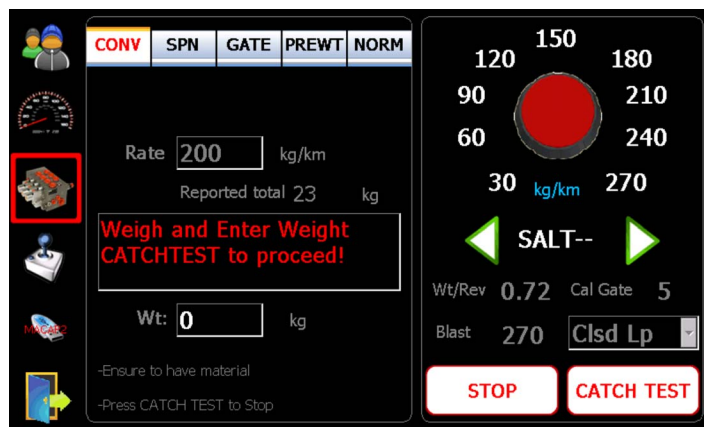 CONV SPN GATE PREWT NORM
Rate 200 kg/km
Reported total 23 kg
Weigh and Enter Weight
CATCHTEST to proceed!
Wt: 0 kg
-Ensure to have material
-Press CATCH TEST to Stop
MACAE2
150
120 180
90 210
60 240
30 kg/km 270
SALT--
Wt/Rev 0.72 Cal Gate 5
Blast 270 Clsd Lp
STOP CATCH TEST